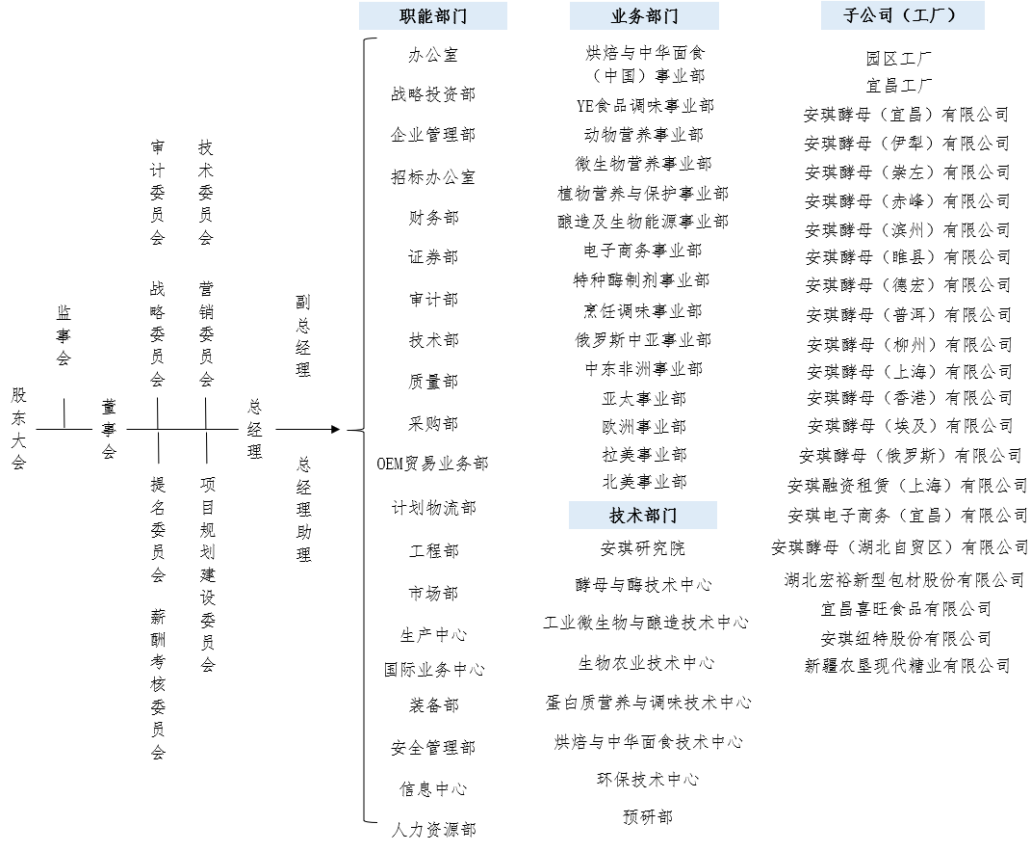 股东大会
监事会
董事会
审计委员会
技术委员会
战略委员会
营销委员会
提名委员会
薪酬考核委员会
项目规划建设委员会
总经理
副总经理
总经理助理
职能部门
办公室
战略投资部
企业管理部
招标办公室
财务部
证券部
审计部
技术部
质量部
采购部
OEM贸易业务部
计划物流部
工程部
市场部
生产中心
国际业务中心
装备部
安全管理部
信息中心
人力资源部
业务部门
烘焙与中华面食
（中国）事业部
YE食品调味事业部
动物营养事业部
微生物营养事业部
植物营养与保护事业部
酿造及生物能源事业部
电子商务事业部
特种酶制剂事业部
烹饪调味事业部
俄罗斯中亚事业部
中东非洲事业部
亚太事业部
欧洲事业部
拉美事业部
北美事业部
技术部门
安琪研究院
酵母与酶技术中心
工业微生物与酿造技术中心
生物农业技术中心
蛋白质营养与调味技术中心
烘焙与中华面食技术中心
环保技术中心
预研部
子公司（工厂）
园区工厂
宜昌工厂
安琪酵母（宜昌）有限公司
安琪酵母（伊犁）有限公司
安琪酵母（崇左）有限公司
安琪酵母（赤峰）有限公司
安琪酵母（滨州）有限公司
安琪酵母（睢县）有限公司
安琪酵母（德宏）有限公司
安琪酵母（普洱）有限公司
安琪酵母（柳州）有限公司
安琪酵母（上海）有限公司
安琪酵母（香港）有限公司
安琪酵母（埃及）有限公司
安琪酵母（俄罗斯）有限公司
安琪融资租赁（上海）有限公司
安琪电子商务（宜昌）有限公司
安琪酵母（湖北自贸区）有限公司
湖北宏裕新型包材股份有限公司
宜昌喜旺食品有限公司
安琪纽特股份有限公司
新疆农垦现代糖业有限公司